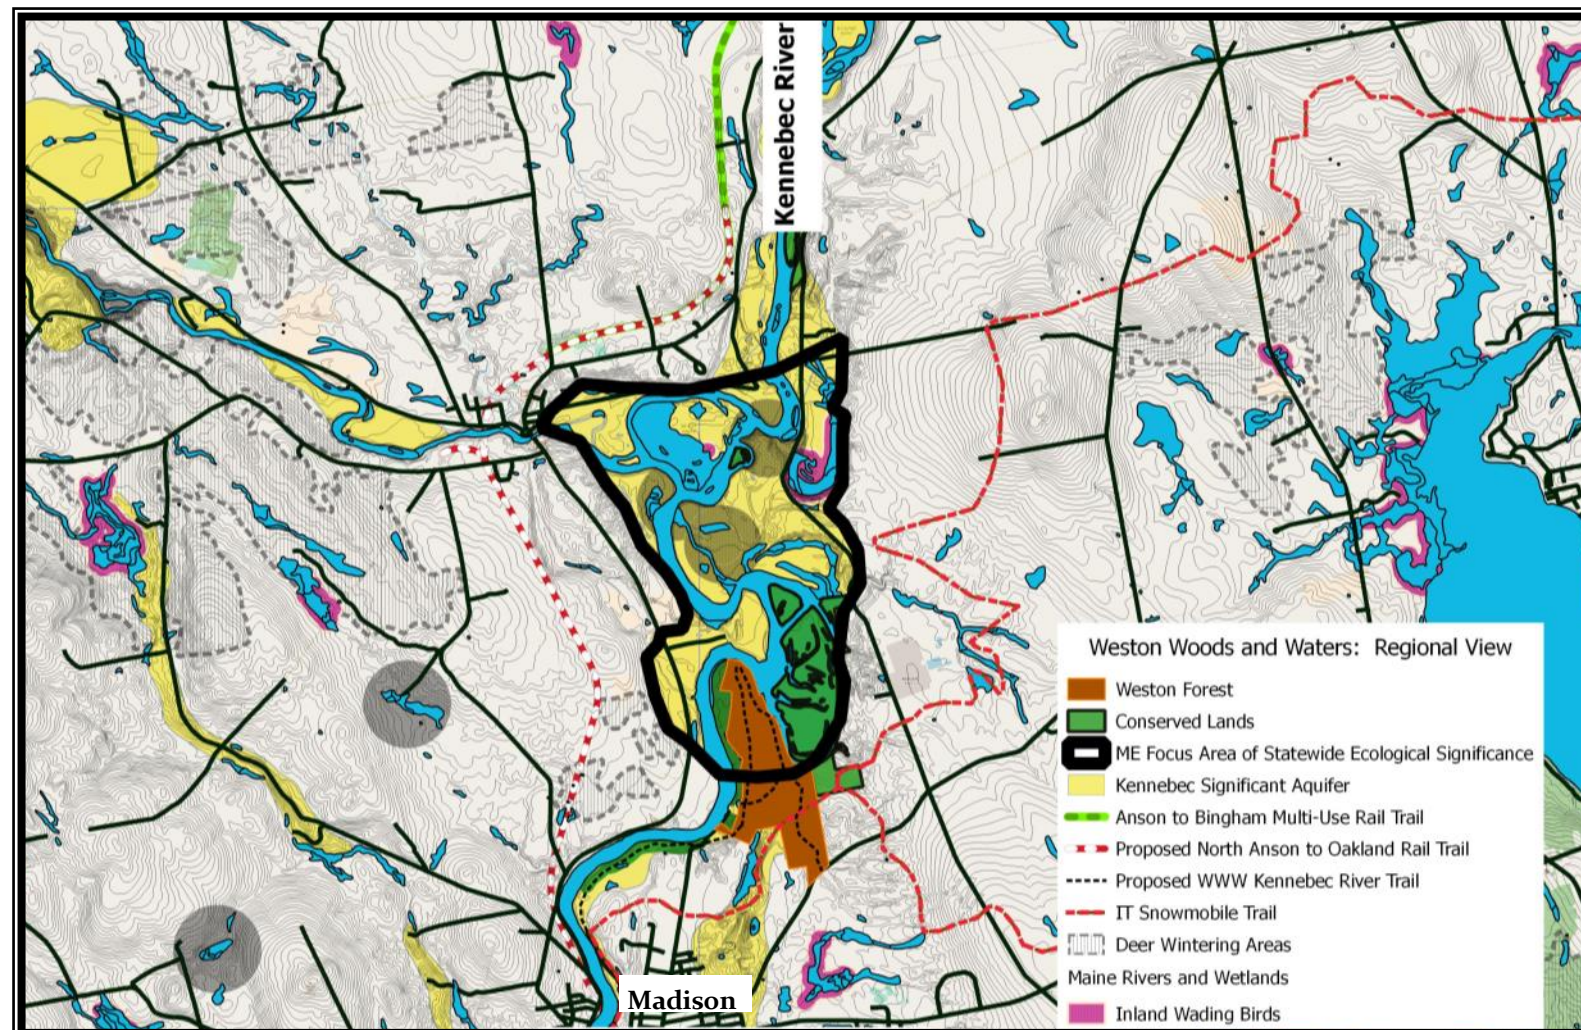 Kennebec River
Weston Woods and Waters: Regional View
Weston Forest
Conserved Lands
ME Focus Area of Statewide Ecological Significance
Kennebec Significant Aquifer
Anson to Bingham Multi-Use Rail Trail
Proposed North Anson to Oakland Rail Trail
Proposed WWW Kennebec River Trail
IT Snowmobile Trail
Deer Wintering Areas
Maine Rivers and Wetlands
Inland Wading Birds
Madison